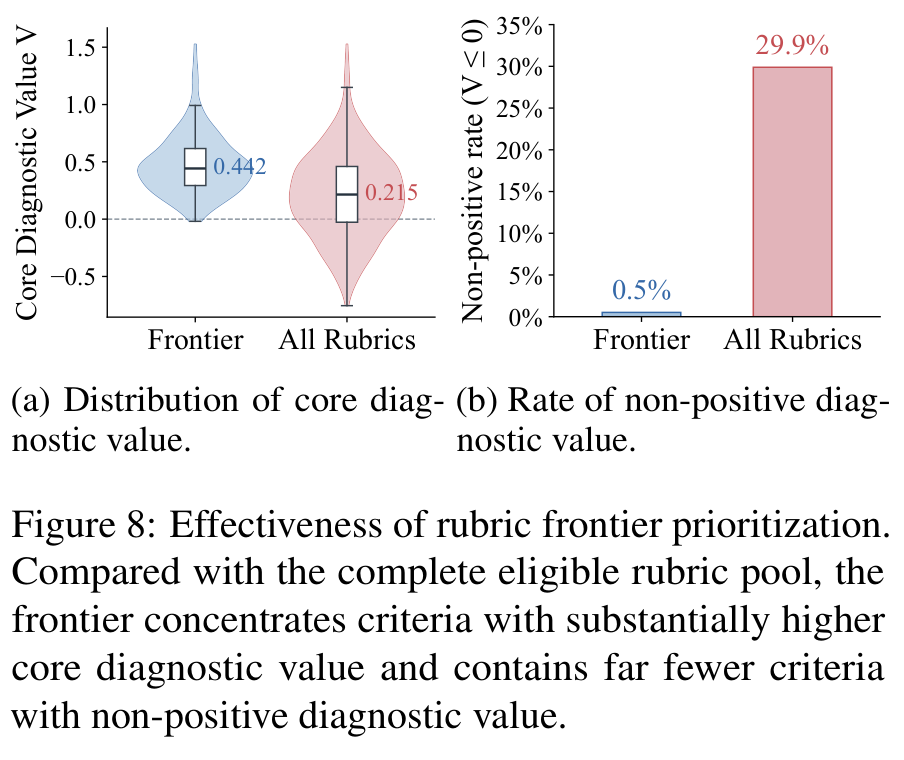 Core Diagnostic Value V
1.5
1.0
0.5
0.0
−0.5
0.442
0.215
Frontier
All Rubrics
Non-positive rate (V ≤ 0)
35%
30%
25%
20%
15%
10%
5%
0%
0.5%
29.9%
Frontier
All Rubrics
(a) Distribution of core diag-
nostic value.
(b) Rate of non-positive diag-
nostic value.
Figure 8: Effectiveness of rubric frontier prioritization.
Compared with the complete eligible rubric pool, the
frontier concentrates criteria with substantially higher
core diagnostic value and contains far fewer criteria
with non-positive diagnostic value.